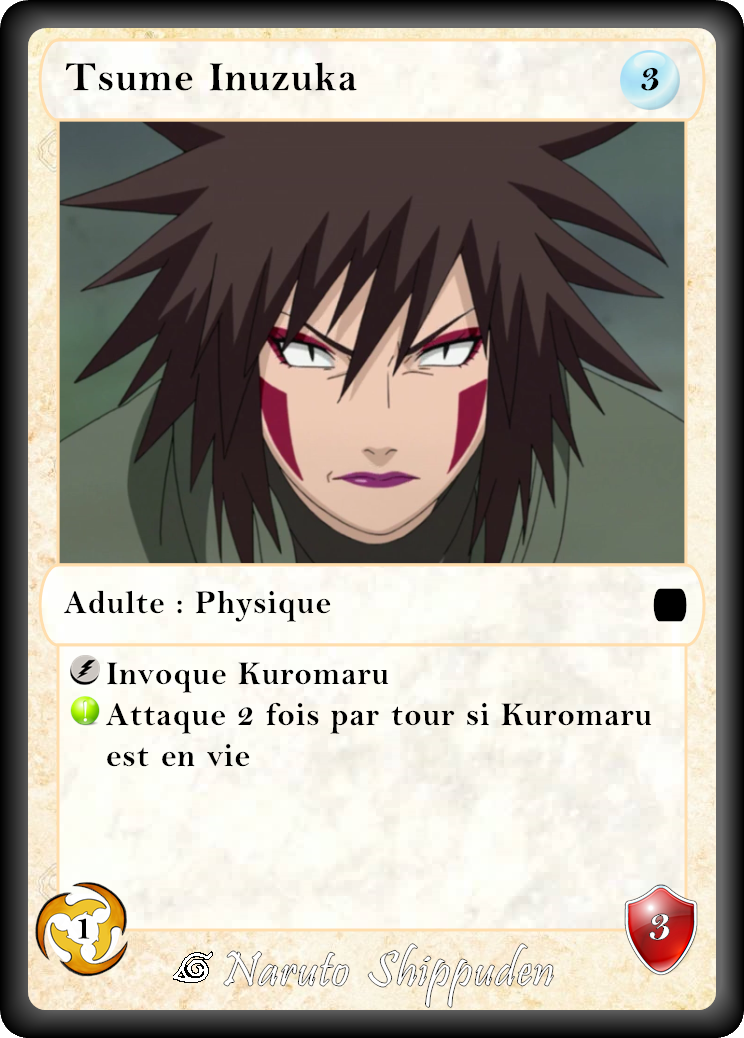 Tsume Inuzuka
3
Adulte : Physique
Invoque Kuromaru
Attaque 2 fois par tour si Kuromaru
est en vie
1
3
Naruto Shippuden